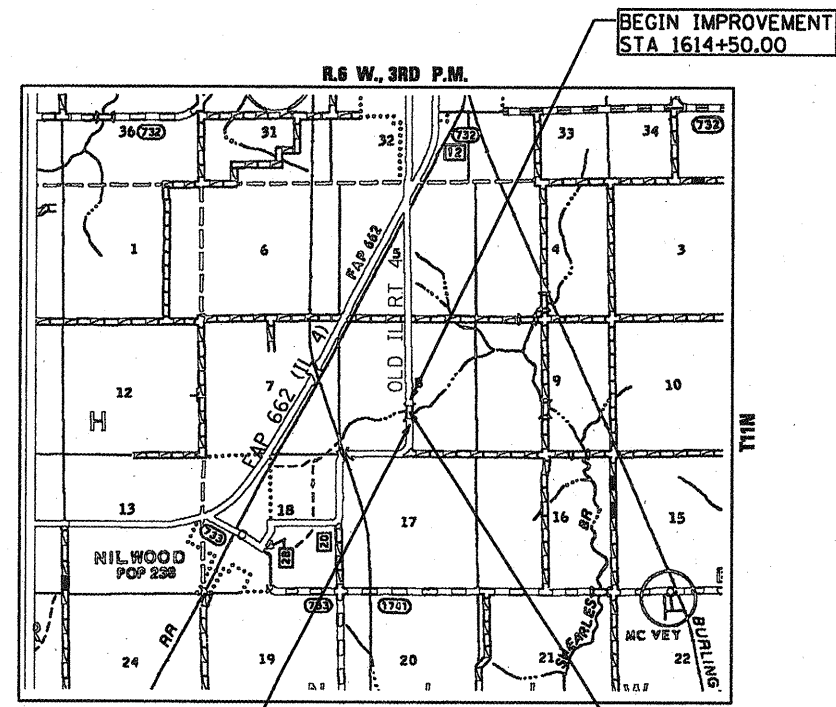 BEGIN IMPROVEMENT
STA 1614+50.00
R.6 W., 3RD P.M.
36 732 31 32 732 33 34 732
12
1 6 FAP 662 5 4 3
OLD IL RT 4
FAP 662 (IL 4)
12 7 9 10
H
T11N
13 18 17 16 15
733
NILWOOD
POP 238
28 20
BR
733 1741
RR
SHEARLES
MC VEY
BURLING
24 19 20 21 22